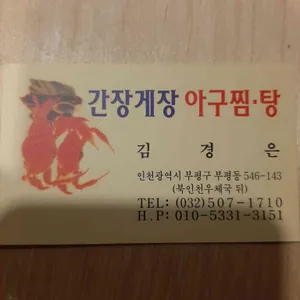 간장게장 아구찜·탕
김 경 은
인천광역시 부평구 부평동 546-143
(북인천우체국 뒤)
TEL: (032)507-1710
H.P: 010-5331-3151